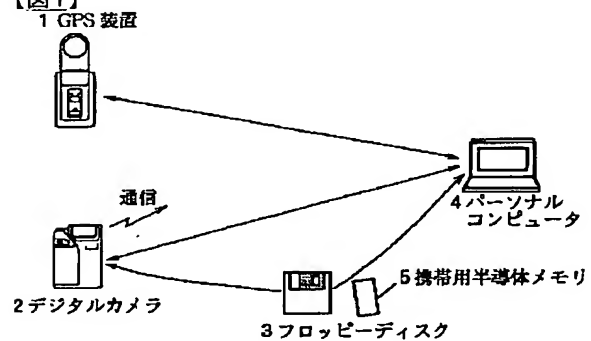 【図1】
1 GPS 装置
通信
4 パーソナル
コンピュータ
5 携帯用半導体メモリ
2 デジタルカメラ
3 フロッピーディスク